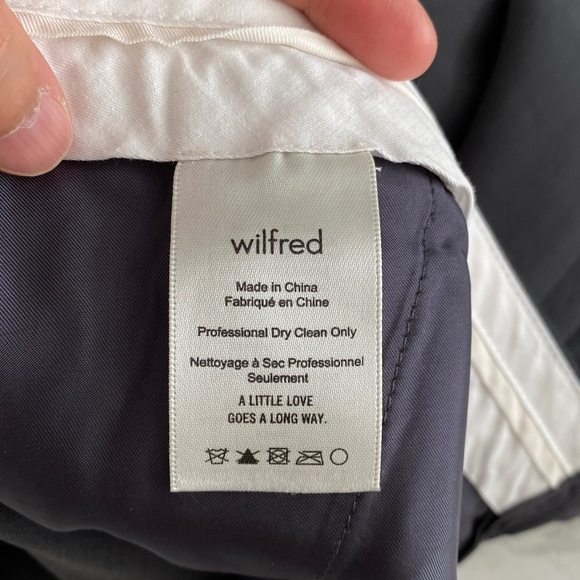 wilfred
Made in China
Fabriqué en Chine
Professional Dry Clean Only
Nettoyage à Sec Professionnel
Seulement
A LITTLE LOVE
GOES A LONG WAY.